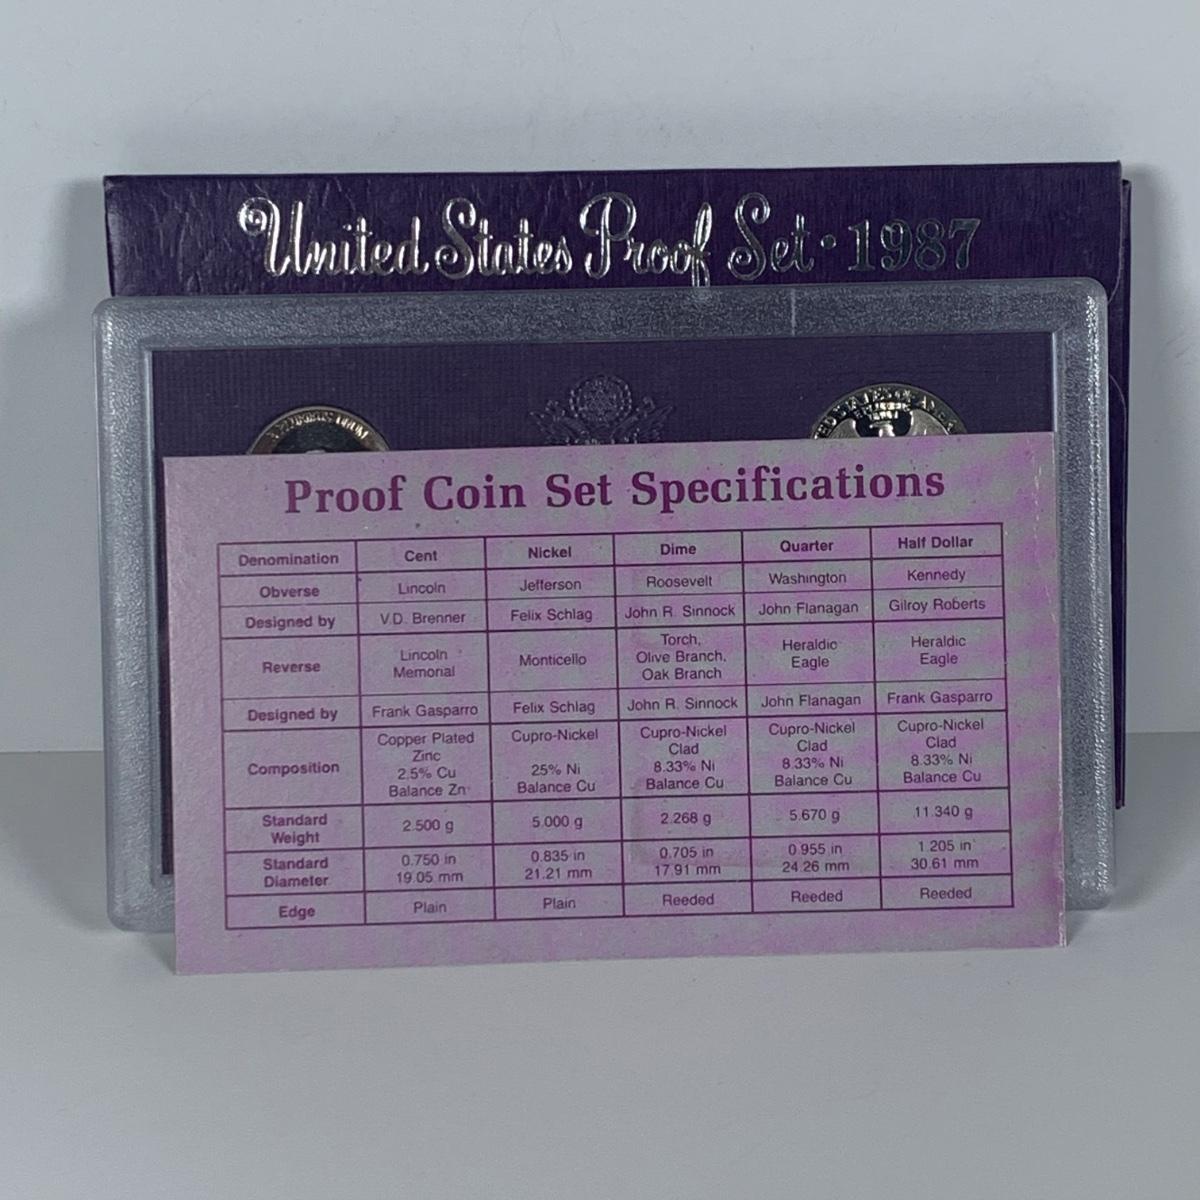 United States Proof Set · 1987
E PLURIBUS UNUM
STATES OF AMER
Proof Coin Set Specifications
Denomination Cent Nickel Dime Quarter Half Dollar
Obverse Lincoln Jefferson Roosevelt Washington Kennedy
Designed by V.D. Brenner Felix Schlag John R. Sinnock John Flanagan Gilroy Roberts
Reverse Lincoln Memorial Monticello Torch, Olive Branch, Oak Branch Heraldic Eagle Heraldic Eagle
Designed by Frank Gasparro Felix Schlag John R. Sinnock John Flanagan Frank Gasparro
Composition Copper Plated Zinc 2.5% Cu Balance Zn Cupro-Nickel 25% Ni Balance Cu Cupro-Nickel Clad 8.33% Ni Balance Cu Cupro-Nickel Clad 8.33% Ni Balance Cu Cupro-Nickel Clad 8.33% Ni Balance Cu
Standard Weight 2.500 g 5.000 g 2.268 g 5.670 g 11.340 g
Standard Diameter 0.750 in 19.05 mm 0.835 in 21.21 mm 0.705 in 17.91 mm 0.955 in 24.26 mm 1.205 in 30.61 mm
Edge Plain Plain Reeded Reeded Reeded